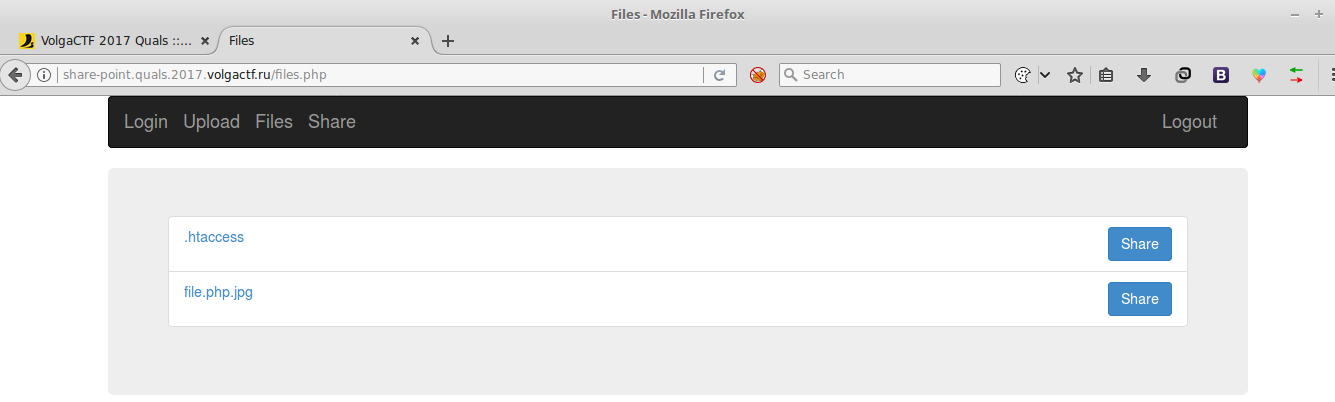 Files - Mozilla Firefox
VolgaCTF 2017 Quals ::...
Files
share-point.quals.2017.volgactf.ru/files.php
Search
B
Login Upload Files Share Logout
.htaccess Share
file.php.jpg Share